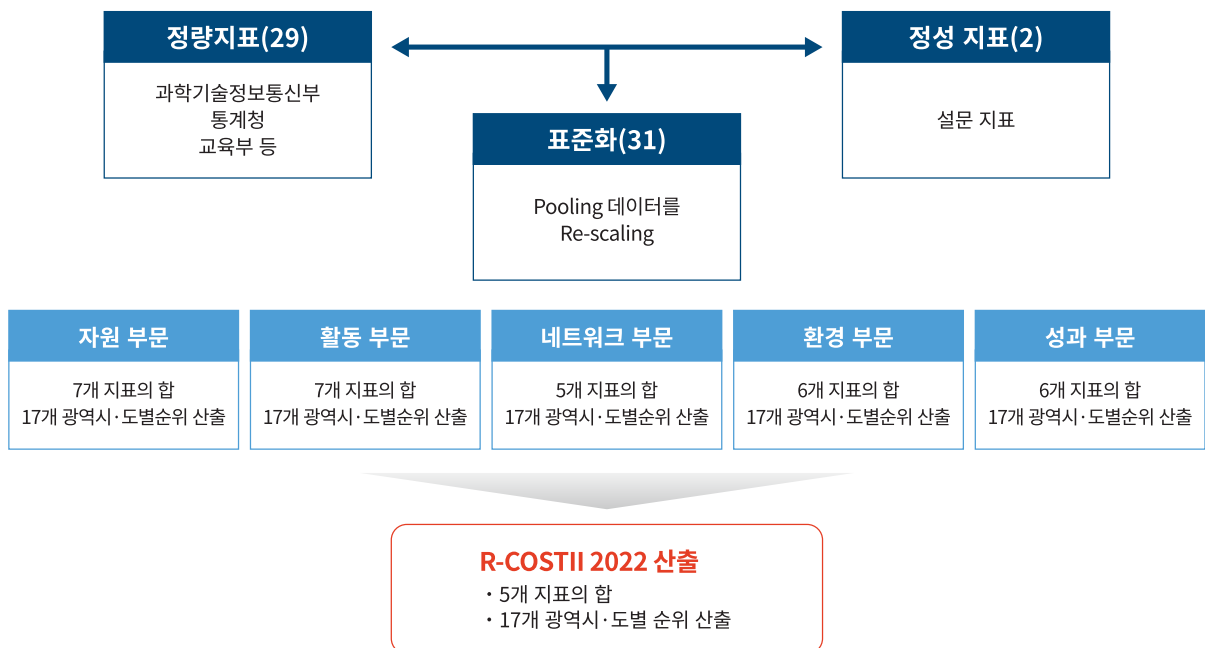 정량지표(29)
과학기술정보통신부
통계청
교육부 등
정성 지표(2)
설문 지표
표준화(31)
Pooling 데이터를
Re-scaling
자원 부문
7개 지표의 합
17개 광역시·도별순위 산출
활동 부문
7개 지표의 합
17개 광역시·도별순위 산출
네트워크 부문
5개 지표의 합
17개 광역시·도별순위 산출
환경 부문
6개 지표의 합
17개 광역시·도별순위 산출
성과 부문
6개 지표의 합
17개 광역시·도별순위 산출
R-COSTII 2022 산출
· 5개 지표의 합
· 17개 광역시·도별 순위 산출